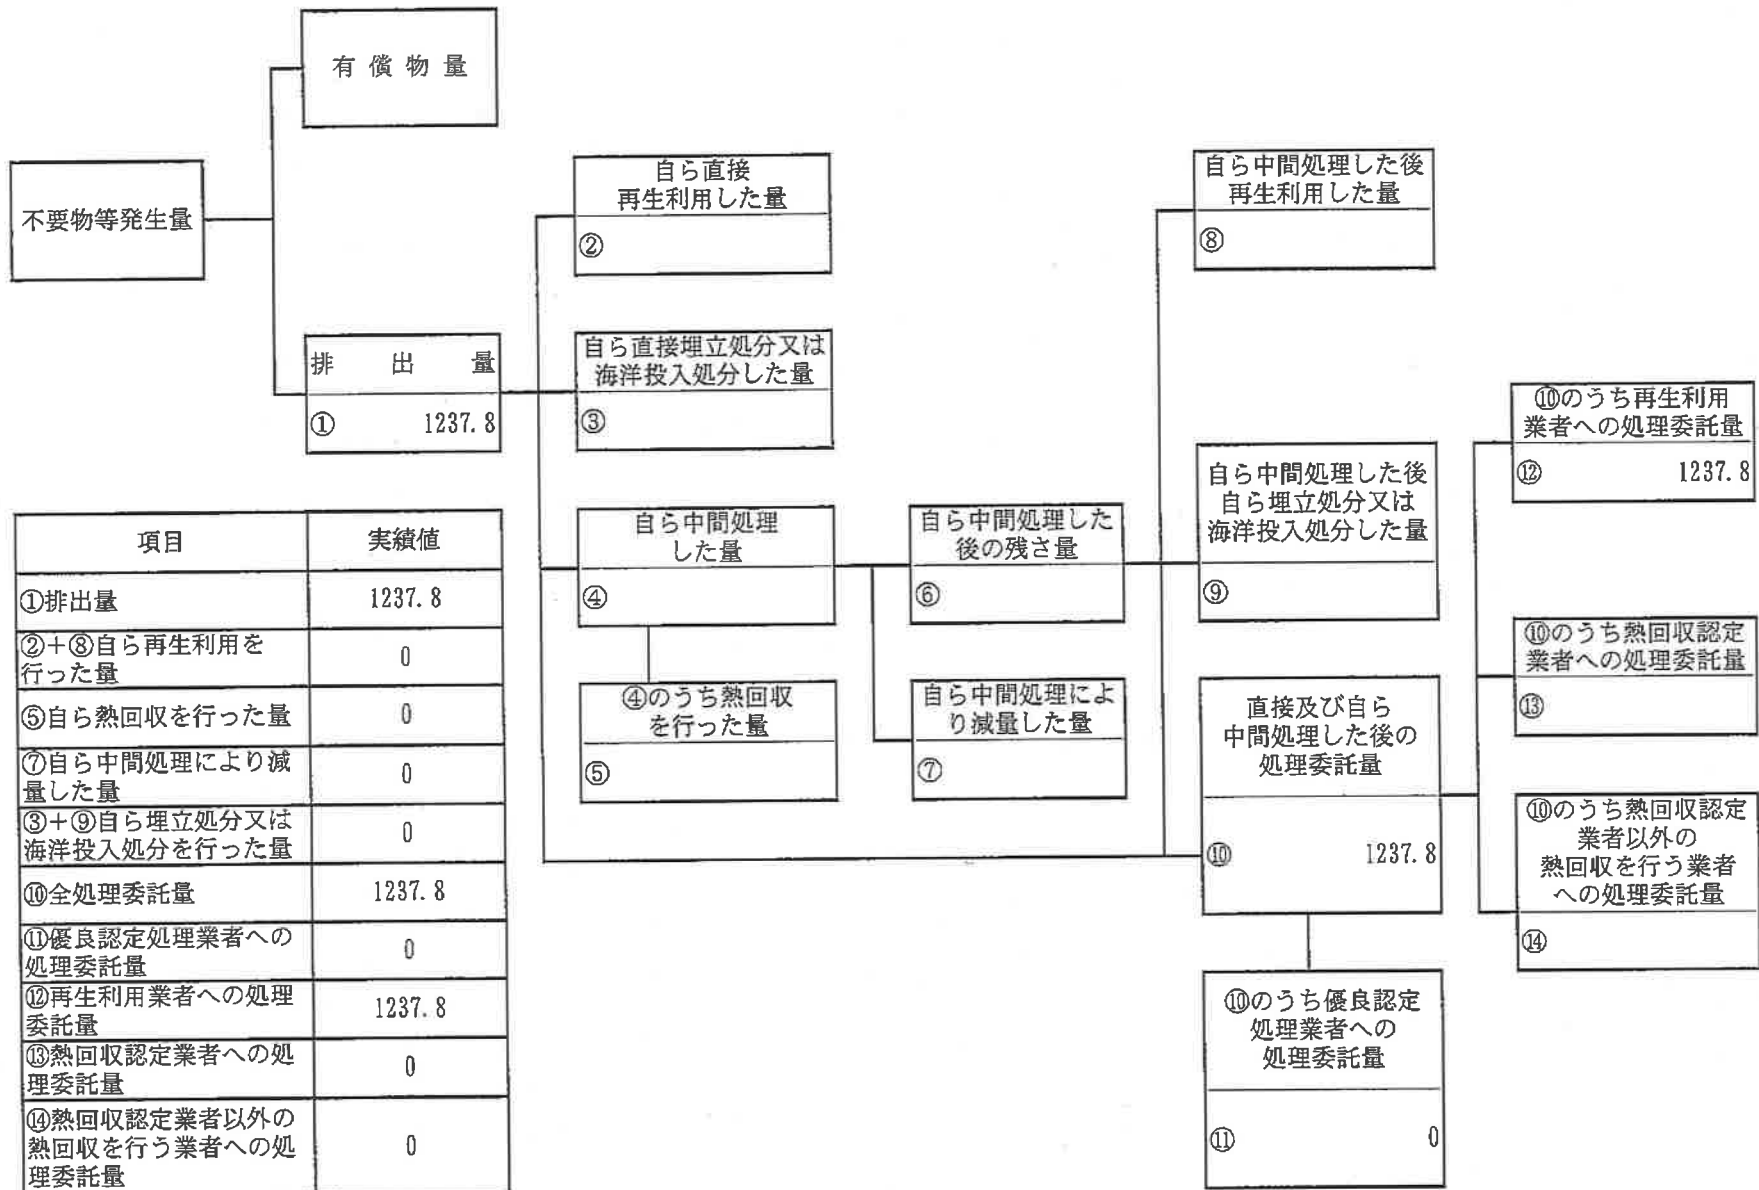 有償物量
不要物等発生量
排出量
① 1237.8
自ら直接
再生利用した量
②
自ら直接埋立処分又は
海洋投入処分した量
③
自ら中間処理
した量
④
④のうち熱回収
を行った量
⑤
自ら中間処理した
後の残さ量
⑥
自ら中間処理によ
り減量した量
⑦
自ら中間処理した後
再生利用した量
⑧
自ら中間処理した後
自ら埋立処分又は
海洋投入処分した量
⑨
直接及び自ら
中間処理した後の
処理委託量
⑩ 1237.8
⑩のうち優良認定
処理業者への
処理委託量
⑪ 0
⑩のうち再生利用
業者への処理委託量
⑫ 1237.8
⑩のうち熱回収認定
業者への処理委託量
⑬
⑩のうち熱回収認定
業者以外の
熱回収を行う業者
への処理委託量
⑭
項目 実績値
①排出量 1237.8
②+⑧自ら再生利用を
行った量 0
⑤自ら熱回収を行った量 0
⑦自ら中間処理により減
量した量 0
③+⑨自ら埋立処分又は
海洋投入処分を行った量 0
⑩全処理委託量 1237.8
⑪優良認定処理業者への
処理委託量 0
⑫再生利用業者への処理
委託量 1237.8
⑬熱回収認定業者への処
理委託量 0
⑭熱回収認定業者以外の
熱回収を行う業者への処
理委託量 0